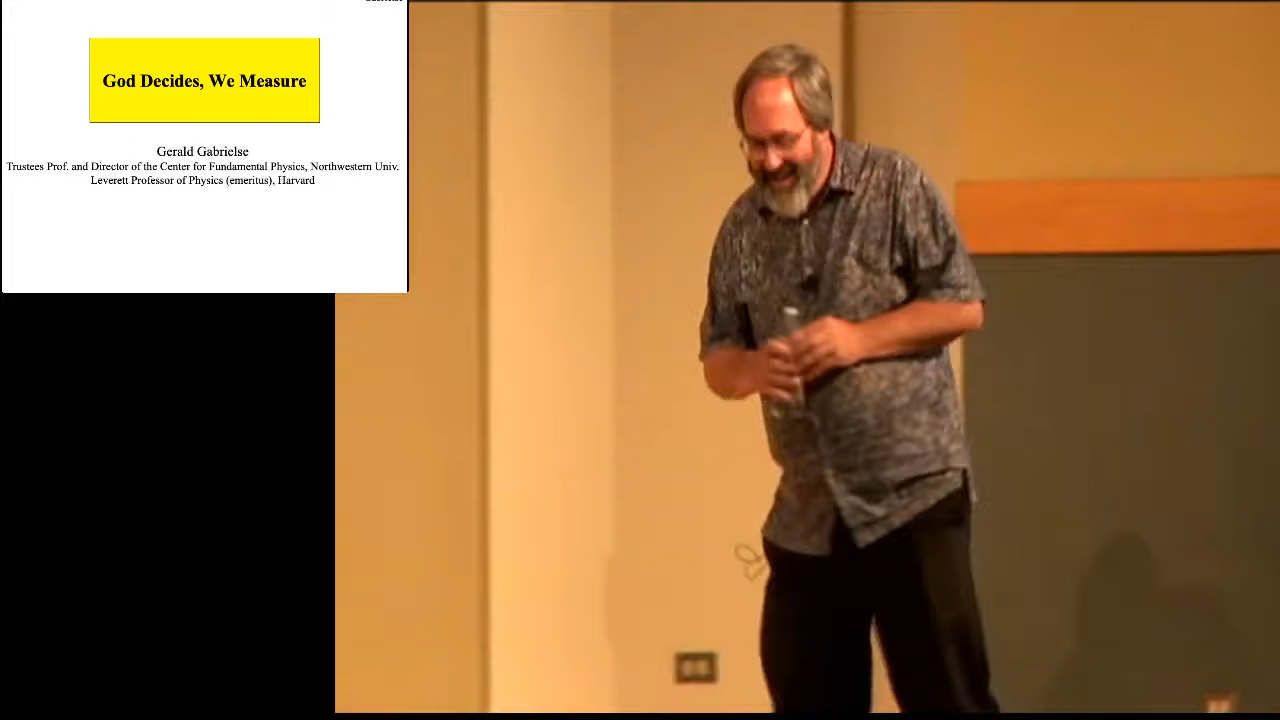 God Decides, We Measure
Gerald Gabrielse
Trustees Prof. and Director of the Center for Fundamental Physics, Northwestern Univ.
Leverett Professor of Physics (emeritus), Harvard